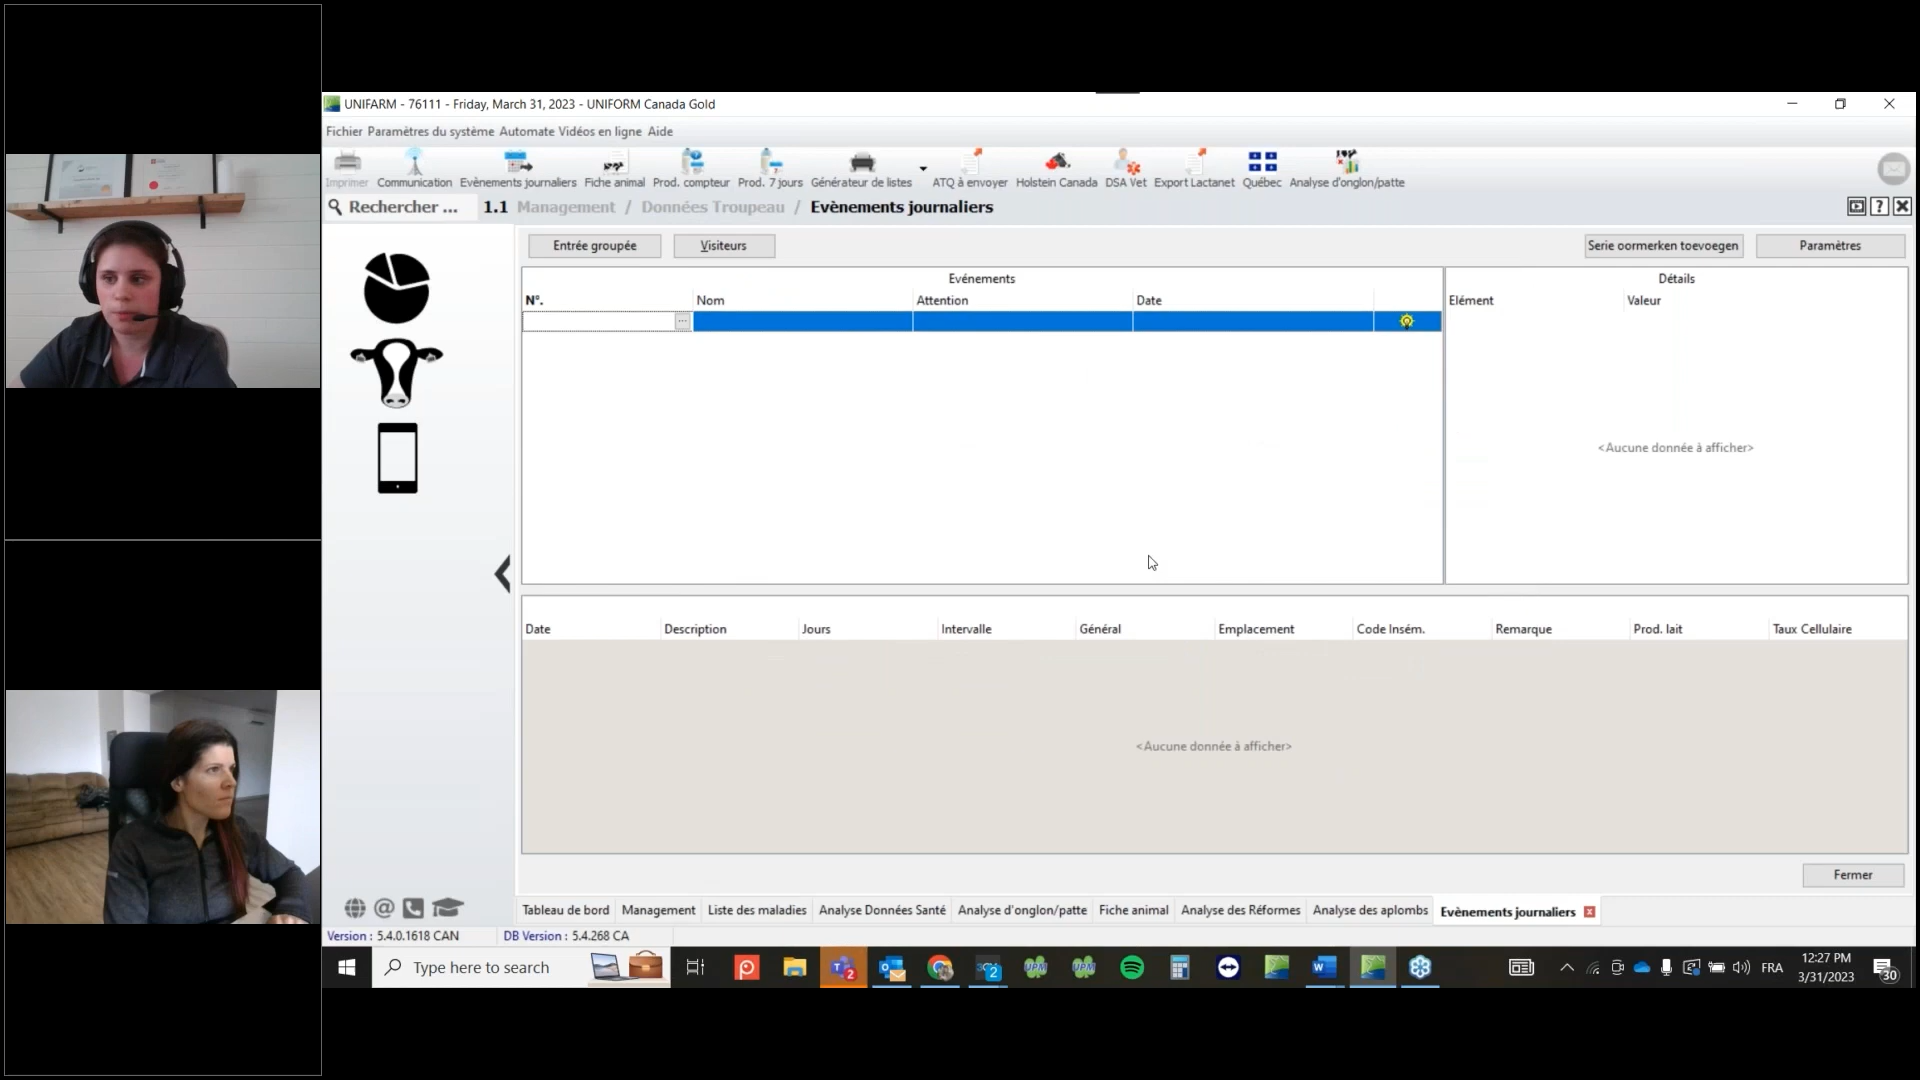 UNIFARM - 76111 - Friday, March 31, 2023 - UNIFORM Canada Gold
Fichier Paramètres du système Automate Vidéos en ligne Aide
Imprimer Communication Evènements journaliers Fiche animal Prod. compteur Prod. 7 jours Générateur de listes ATQ à envoyer Holstein Canada DSA Vet Export Lactanet Québec Analyse d'onglon/patte
Rechercher ... 1.1 Management / Données Troupeau / Evènements journaliers
Entrée groupée Visiteurs Serie oormerken toevoegen Paramètres
Evénements Détails
N°. Nom Attention Date Elément Valeur
<Aucune donnée à afficher>
Date Description Jours Intervalle Général Emplacement Code Insém. Remarque Prod. lait Taux Cellulaire
<Aucune donnée à afficher>
Fermer
Tableau de bord Management Liste des maladies Analyse Données Santé Analyse d'onglon/patte Fiche animal Analyse des Réformes Analyse des aplombs Evènements journaliers
Version : 5.4.0.1618 CAN DB Version : 5.4.268 CA
Type here to search FRA 12:27 PM
3/31/2023 30